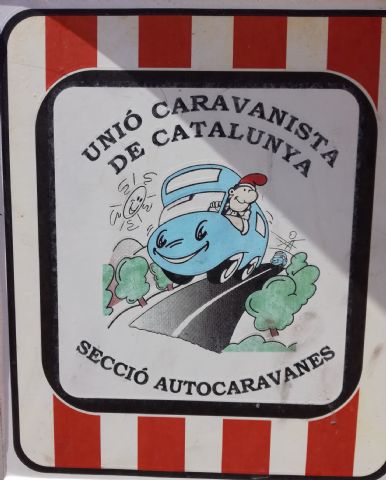 UNIÓ CARAVANISTA
DE CATALUNYA
SECCIÓ AUTOCARAVANES